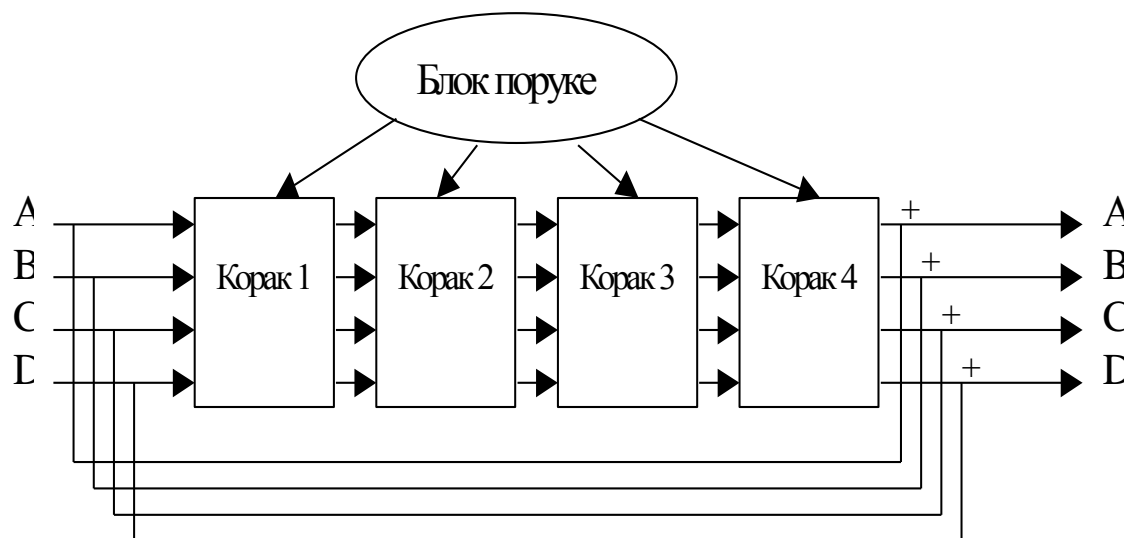 Блок поруке
A + A
B Корак 1 Корак 2 Корак 3 Корак 4 + B
C + C
D + D